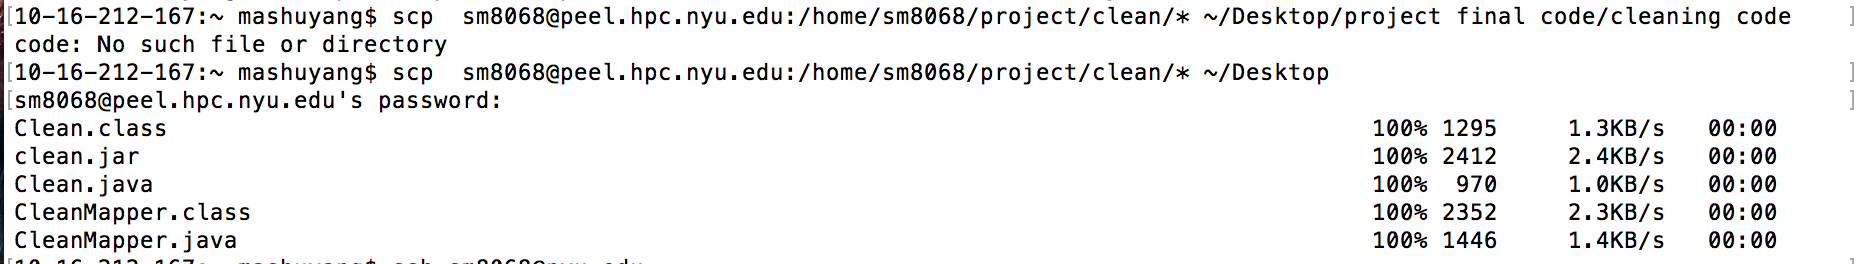 [10-16-212-167:~ mashuyang$ scp  sm8068@peel.hpc.nyu.edu:/home/sm8068/project/clean/* ~/Desktop/project final code/cleaning code ]
code: No such file or directory
[10-16-212-167:~ mashuyang$ scp  sm8068@peel.hpc.nyu.edu:/home/sm8068/project/clean/* ~/Desktop ]
[sm8068@peel.hpc.nyu.edu's password: ]
Clean.class 100% 1295 1.3KB/s 00:00
clean.jar 100% 2412 2.4KB/s 00:00
Clean.java 100% 970 1.0KB/s 00:00
CleanMapper.class 100% 2352 2.3KB/s 00:00
CleanMapper.java 100% 1446 1.4KB/s 00:00